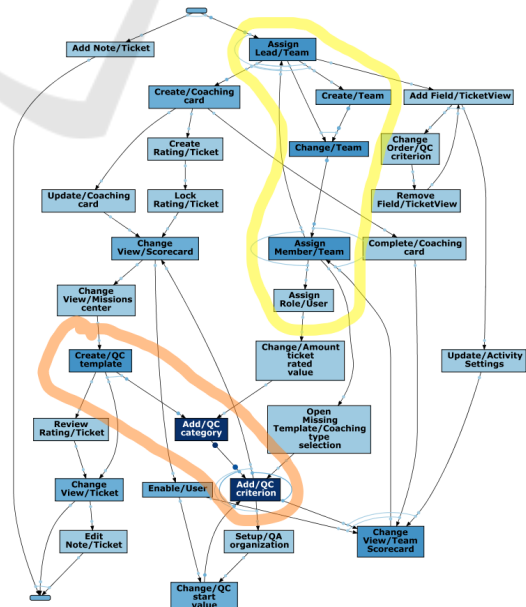 Add Note/Ticket
Assign
Lead/Team
Create/Coaching
card
Create/Team
Add Field/TicketView
Create
Rating/Ticket
Change/Team
Change
Order/QC
criterion
Update/Coaching
card
Lock
Rating/Ticket
Remove
Field/TicketView
Change
View/Scorecard
Assign
Member/Team
Complete/Coaching
card
Change
View/Missions
center
Assign
Role/User
Create/QC
template
Change/Amount
ticket
rated
value
Update/Activity
Settings
Review
Rating/Ticket
Add/QC
category
Open
Missing
Template/Coaching
type
selection
Change
View/Ticket
Enable/User
Add/QC
criterion
Edit
Note/Ticket
Setup/QA
organization
Change
View/Team
Scorecard
Change/QC
start
value